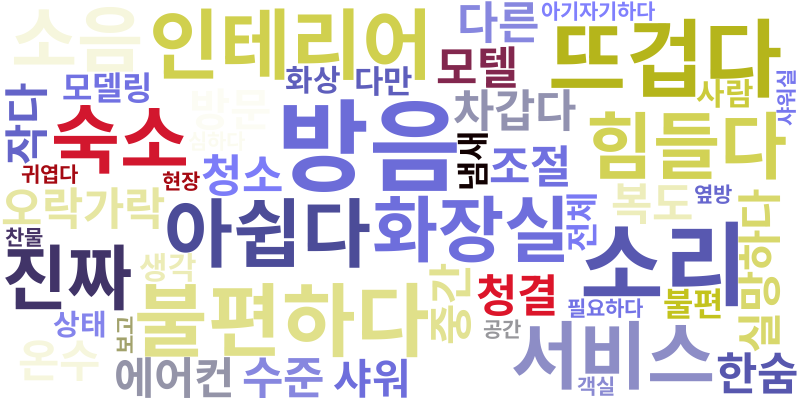 소음
인테리어
다른
아기자기하다
뜨겁다
모텔
화상
다만
모델링
작다
숙소
방문
심하다
방음
차갑다
사람
샤워실
힘들다
냄새
조절
청소
귀엽다
현장
오락가락
아쉽다
화장실
전체
복도
옆방
실망하다
찬물
진짜
생각
불편하다
중간
청결
소리
필요하다
불편
상태
보고
공간
서비스
온수
에어컨
수준
샤워
객실
한숨